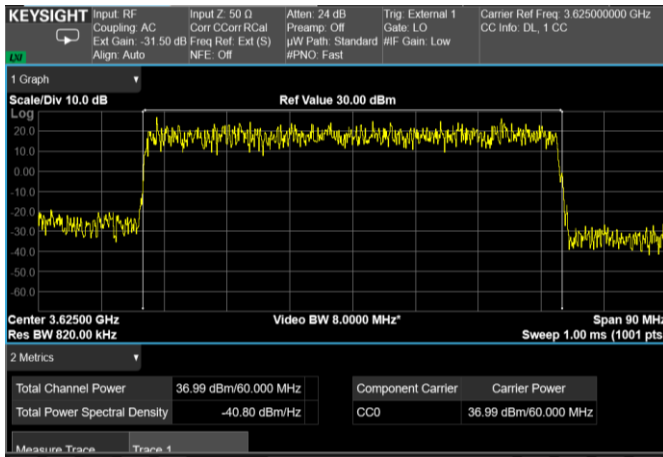 KEYSIGHT Input: RF Input Z: 50 Ω Atten: 24 dB Trig: External 1 Carrier Ref Freq: 3.625000000 GHz
Coupling: AC Corr CCorr RCal Preamp: Off Gate: LO CC Info: DL, 1 CC
Ext Gain: -31.50 dB Freq Ref: Ext (S) µW Path: Standard #IF Gain: Low
LXI Align: Auto NFE: Off #PNO: Fast
1 Graph
Scale/Div 10.0 dB Ref Value 30.00 dBm
Log
20.0
10.0
0.00
-10.0
-20.0
-30.0
-40.0
-50.0
-60.0
Center 3.62500 GHz Video BW 8.0000 MHz* Span 90 MHz
Res BW 820.00 kHz Sweep 1.00 ms (1001 pts
2 Metrics
Total Channel Power 36.99 dBm/60.000 MHz Component Carrier Carrier Power
Total Power Spectral Density -40.80 dBm/Hz CC0 36.99 dBm/60.000 MHz
Measure Trace Trace 1